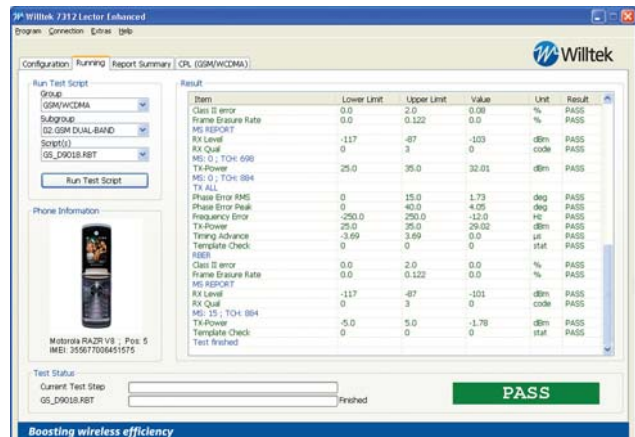 Willtek 7312 Lector Enhanced
Program Connection Extras Help
Willtek
Configuration Running Report Summary CPL (GSM/WCDMA)
Run Test Script
Group
GSM/WCDMA
Subgroup
02.GSM DUAL-BAND
Script(s)
GS_D9018.RBT
Run Test Script
Phone Information
Motorola RAZR V8 ; Pos: 5
IMEI: 355677006451575
Result
Item Lower Limit Upper Limit Value Unit Result
Class II error 0.0 2.0 0.08 % PASS
Frame Erasure Rate 0.0 0.122 0.0 % PASS
MS REPORT
RX Level -117 -87 -103 dBm PASS
RX Qual 0 3 0 code PASS
MS: 0 ; TCH: 698
TX-Power 25.0 35.0 32.01 dBm PASS
MS: 0 ; TCH: 884
TX ALL
Phase Error RMS 0 15.0 1.73 deg PASS
Phase Error Peak 0 40.0 4.05 deg PASS
Frequency Error -250.0 250.0 -12.0 Hz PASS
TX-Power 25.0 35.0 29.02 dBm PASS
Timing Advance -3.69 3.69 0.0 µs PASS
Template Check 0 0 0 stat PASS
RBER
Class II error 0.0 2.0 0.0 % PASS
Frame Erasure Rate 0.0 0.122 0.0 % PASS
MS REPORT
RX Level -117 -87 -101 dBm PASS
RX Qual 0 3 0 code PASS
MS: 15 ; TCH: 884
TX-Power -5.0 5.0 -1.78 dBm PASS
Template Check 0 0 0 stat PASS
Test finished
Test Status
Current Test Step
GS_D9018.RBT Finished
PASS
Boosting wireless efficiency